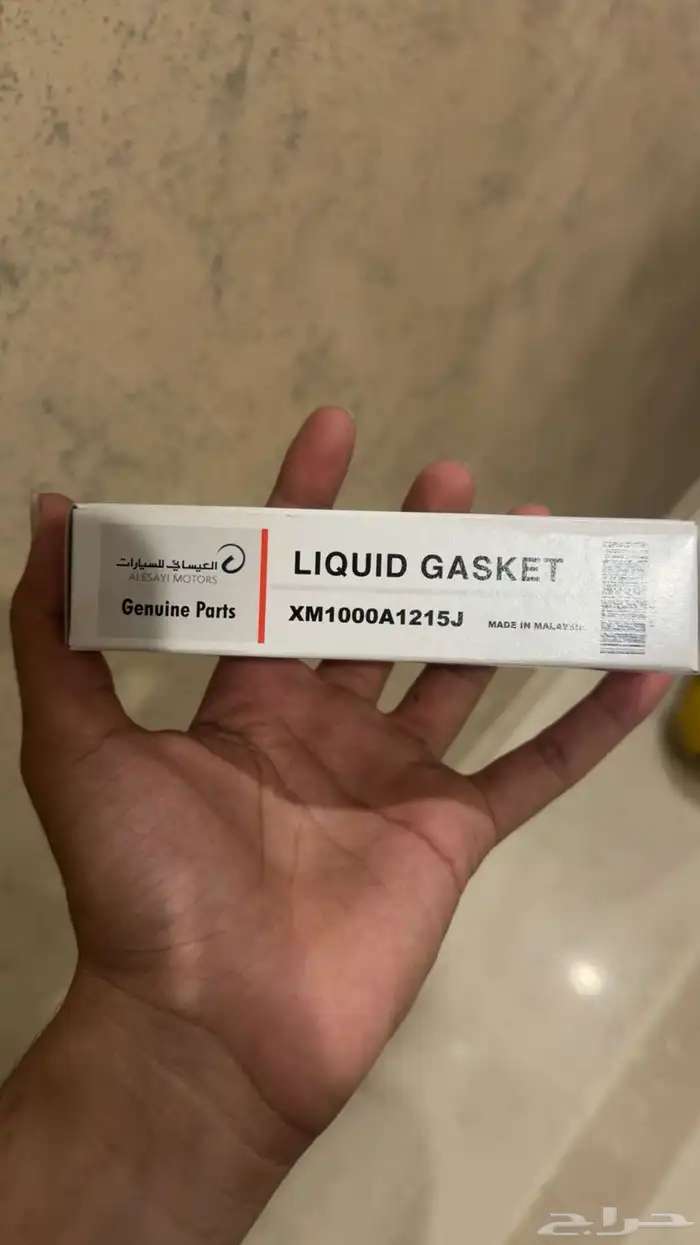 العيسائي للسيارات
ALESAYI MOTORS
Genuine Parts
LIQUID GASKET
XM1000A1215J
MADE IN MALAYSIA
حراج